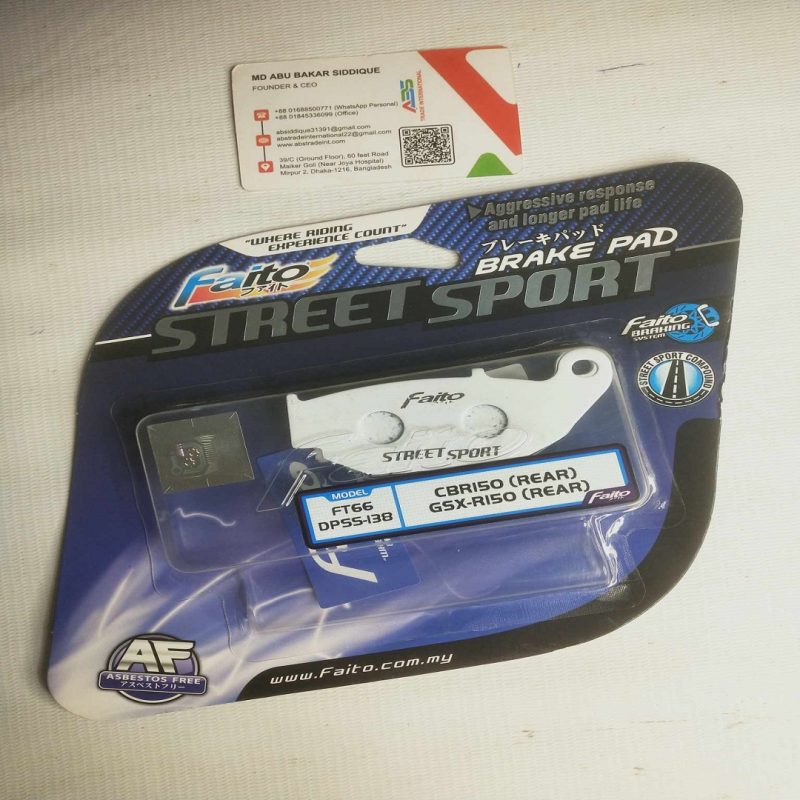 MD ABU BAKAR SIDDIQUE
FOUNDER & CEO
+88 01688500771 (WhatsApp Personal)
+88 01845336099 (Office)
absiddique31391@gmail.com
abstradeinternational22@gmail.com
www.abstradeint.com
39/C (Ground Floor), 60 feet Road
Maiker Goli (Near Joya Hospital)
Mirpur 2, Dhaka-1216, Bangladesh
ABS
TRADE INTERNATIONAL
Aggressive response
and longer pad life
"WHERE RIDING
EXPERIENCE COUNT"
ブレーキパッド
BRAKE PAD
Faito
ファイト
STREET SPORT
Faito
BRAKING
SYSTEM
STREET SPORT COMPOUND
Faito
STREET SPORT
MODEL
FT66
DPSS-138
CBR150 (REAR)
GSX-R150 (REAR)
Faito
AF
ASBESTOS FREE
アスベストフリー
www.Faito.com.my